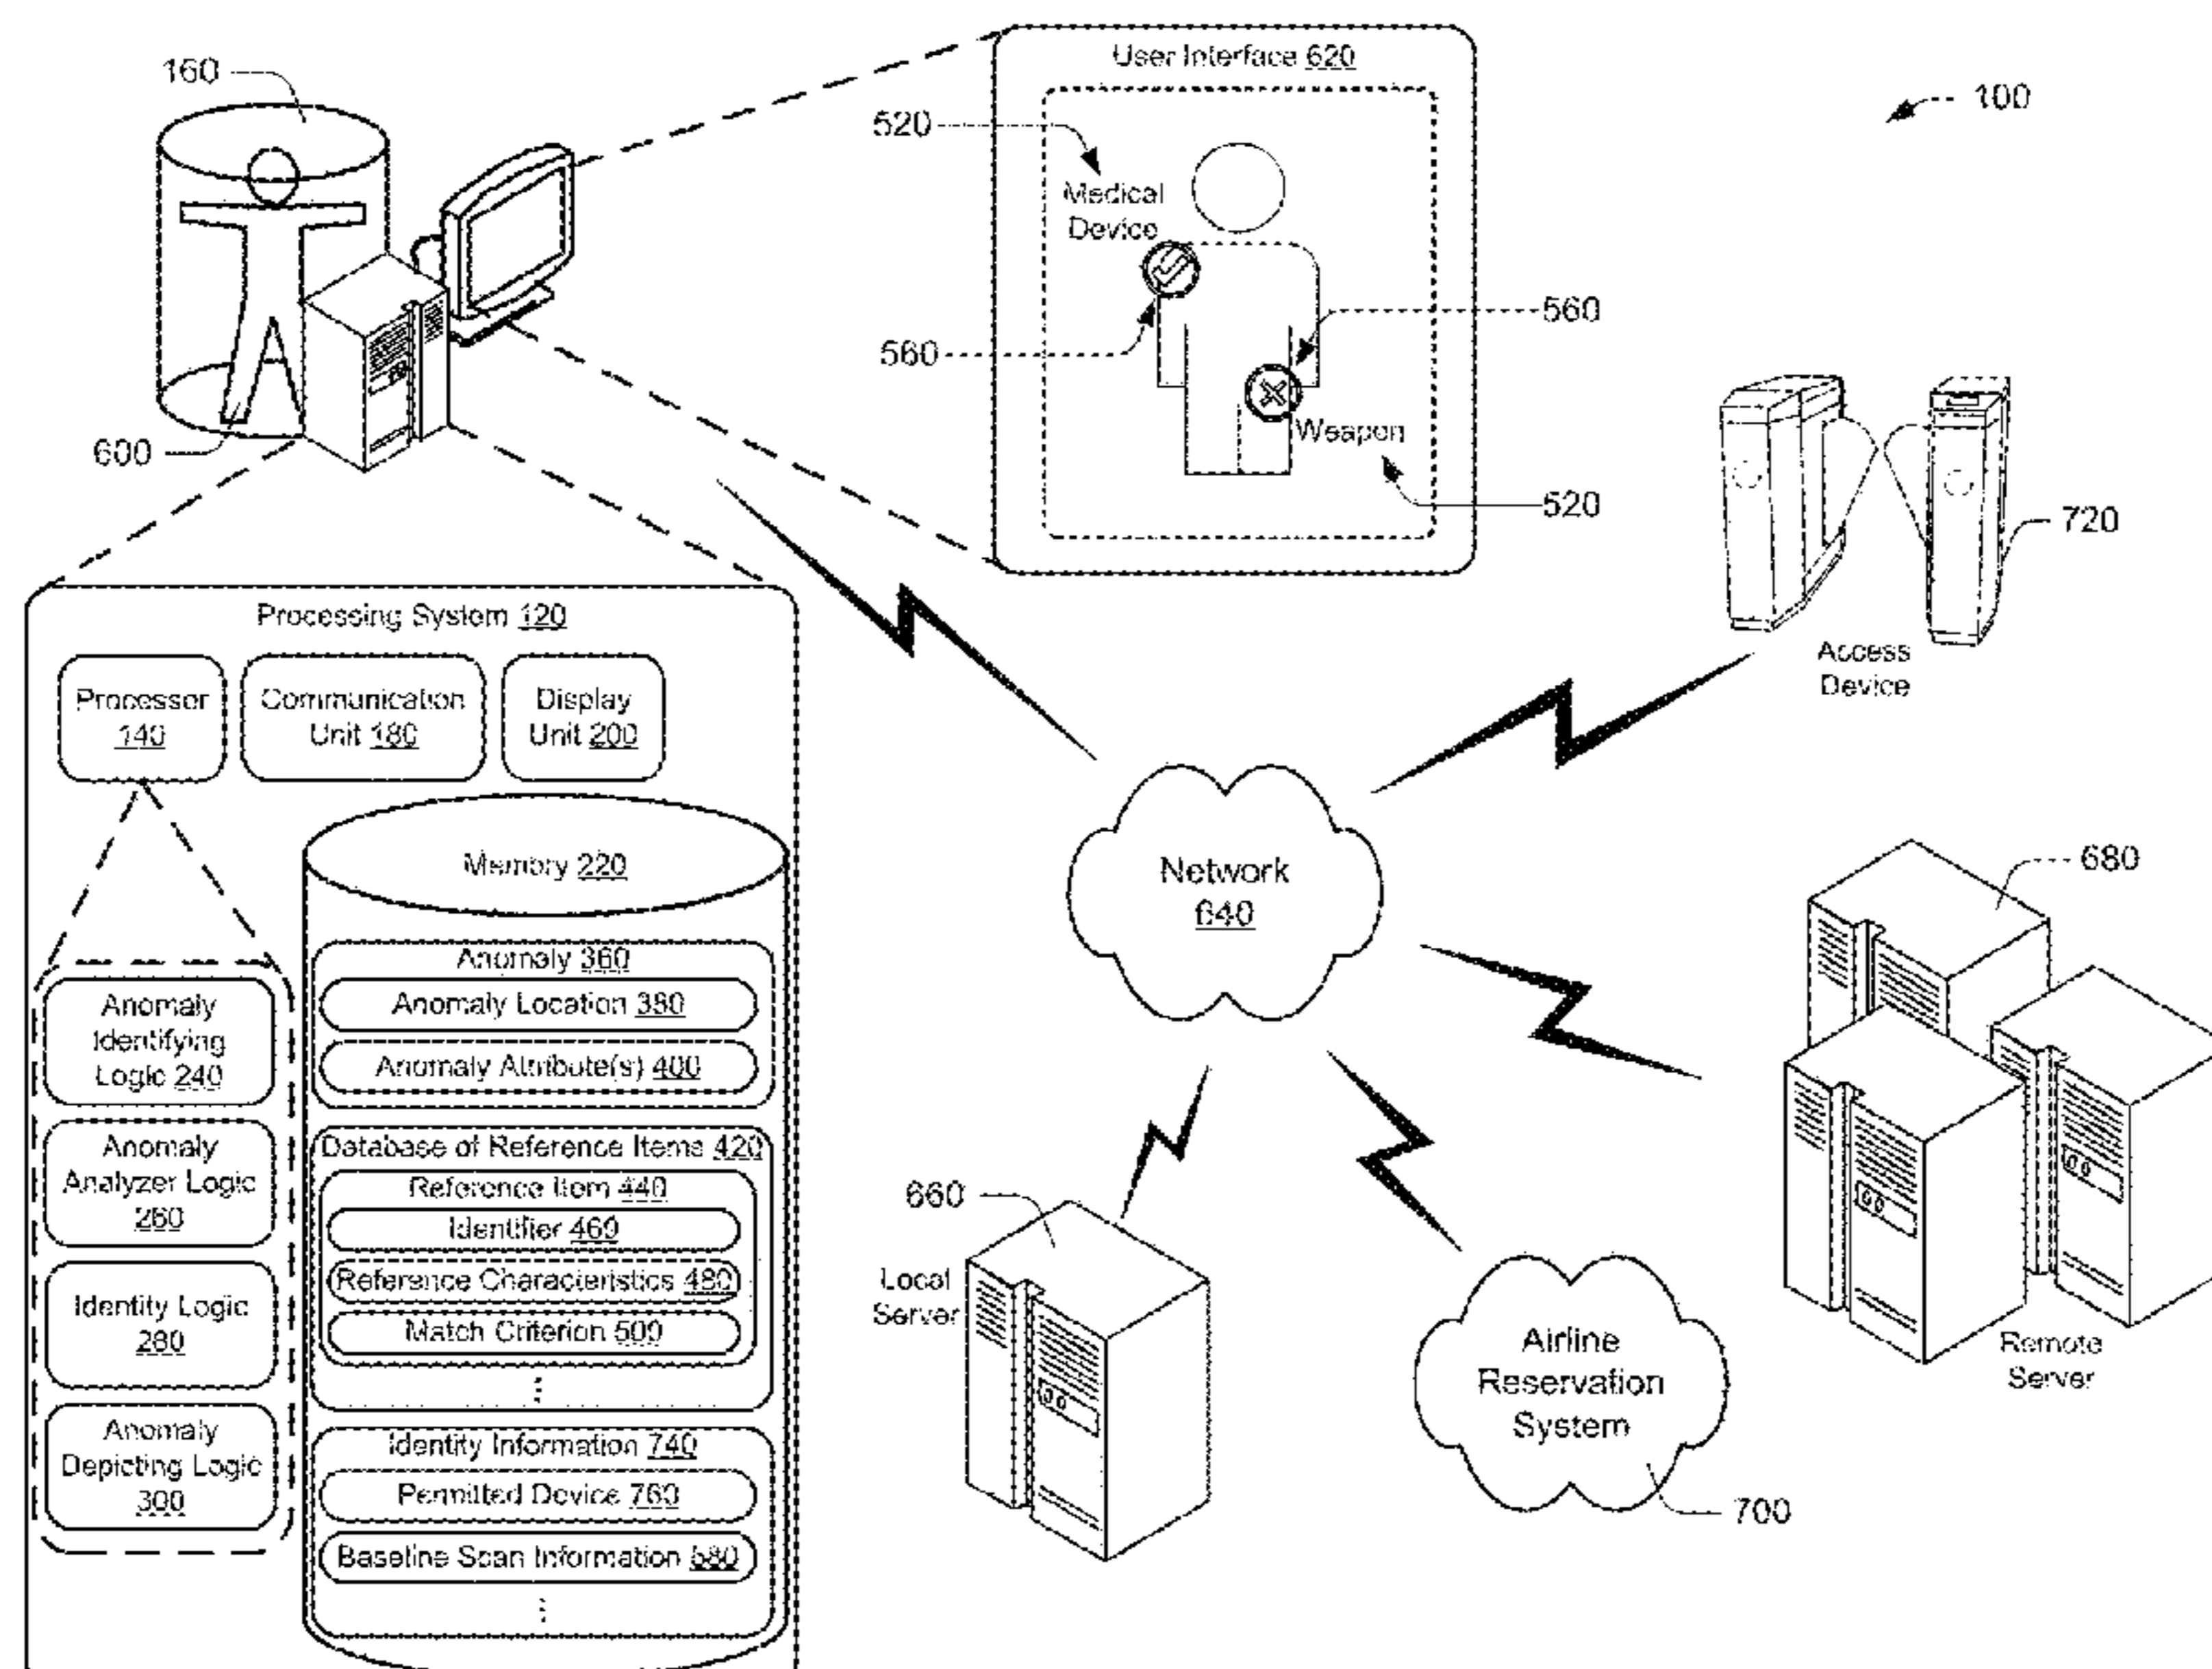 160
600
User Interface 620
520
Medical
Device
560
560
Weapon
520
100
720
Access
Device
Processing System 120
Processor
140
Communication
Unit 180
Display
Unit 200
Memory 220
Anomaly
Identifying
Logic 240
Anomaly
Analyzer Logic
260
Identity Logic
280
Anomaly
Depicting Logic
300
Anomaly 360
Anomaly Location 380
Anomaly Attribute(s) 400
Database of Reference Items 420
Reference Item 440
Identifier 460
Reference Characteristics 480
Match Criterion 500
Identity Information 740
Permitted Device 760
Baseline Scan Information 580
Network
640
680
Remote
Server
660
Local
Server
Airline
Reservation
System
700